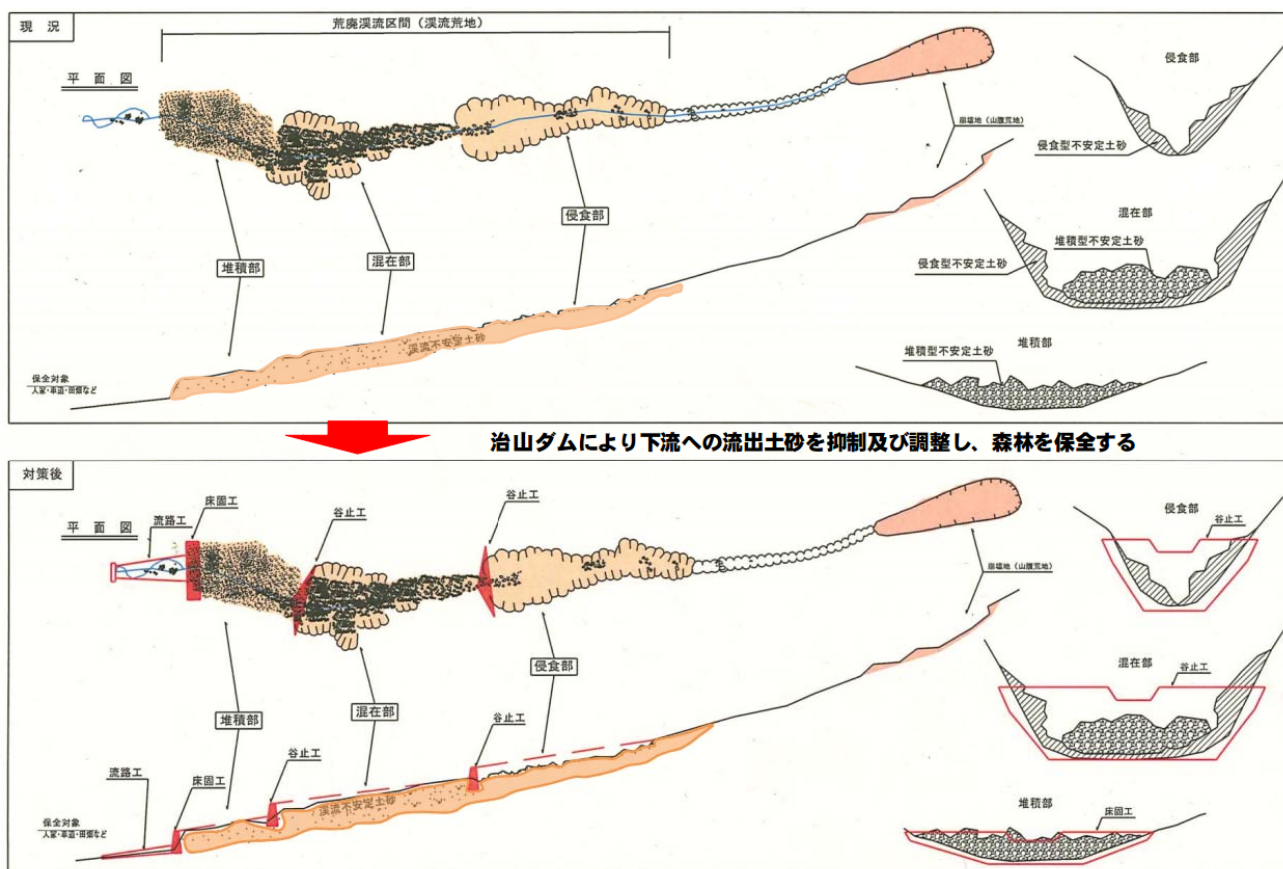 現 況
荒廃渓流区間（渓流荒地）
平 面 図
侵食部
崩塊地（山腹荒地）
侵食型不安定土砂
混在部
堆積型不安定土砂
侵食型不安定土砂
侵食部
混在部
堆積部
渓流不安定土砂
堆積部
堆積型不安定土砂
保全対象
人家・車道・田畑など
治山ダムにより下流への流出土砂を抑制及び調整し、森林を保全する
対策後
床固工
流路工
平 面 図
谷止工
谷止工
侵食部
谷止工
崩塊地（山腹荒地）
混在部
谷止工
侵食部
混在部
堆積部
谷止工
谷止工
床固工
流路工
渓流不安定土砂
堆積部
床固工
保全対象
人家・車道・田畑など